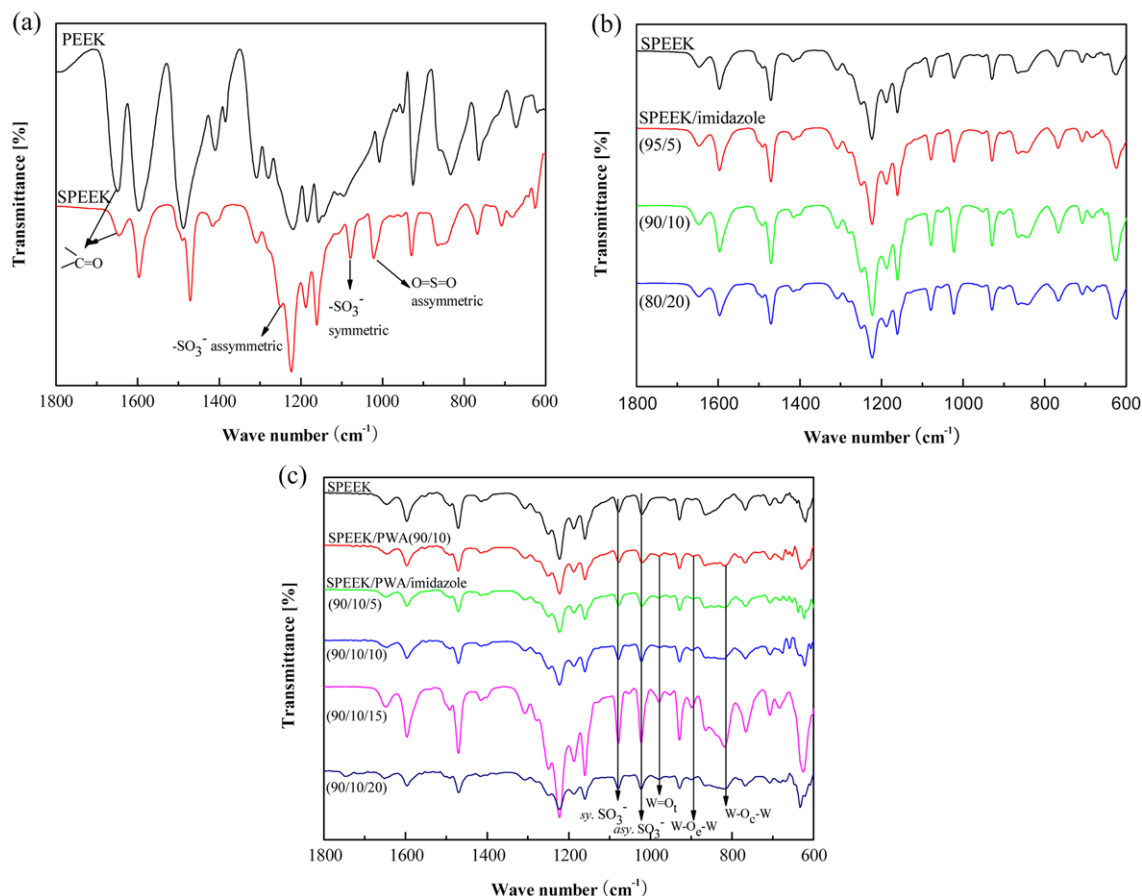 (a)
PEEK
SPEEK
C=O
-SO3- assymmetric
-SO3-
symmetric
O=S=O
assymmetric
Transmittance [%]
1800 1600 1400 1200 1000 800 600
Wave number (cm-1)
(b)
SPEEK
SPEEK/imidazole
(95/5)
(90/10)
(80/20)
Transmittance [%]
1800 1600 1400 1200 1000 800 600
Wave number (cm-1)
(c)
SPEEK
SPEEK/PWA(90/10)
SPEEK/PWA/imidazole
(90/10/5)
(90/10/10)
(90/10/15)
(90/10/20)
sy. SO3-
asy. SO3-
W=Ot
W-Oe-W
W-Oc-W
Transmittance [%]
1800 1600 1400 1200 1000 800 600
Wave number (cm-1)